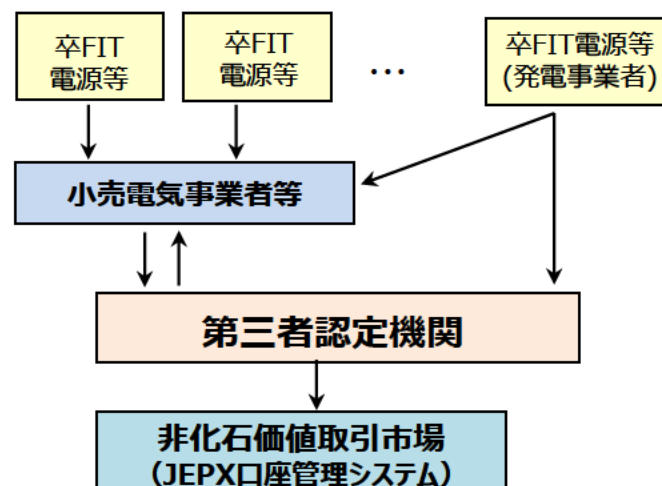 卒FIT
電源等
卒FIT
電源等
…
卒FIT電源等
(発電事業者)
小売電気事業者等
第三者認定機関
非化石価値取引市場
（JEPX口座管理システム）